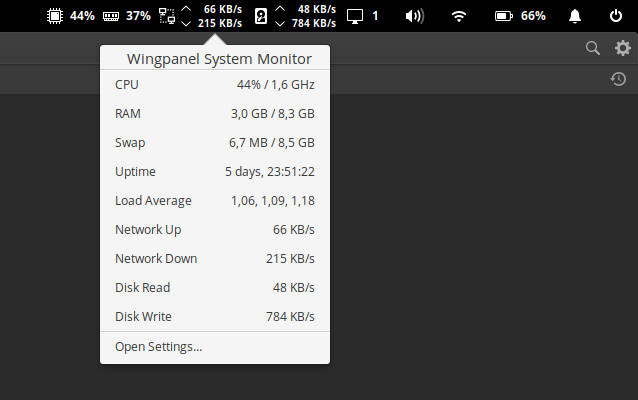 44% 37% 66 KB/s 48 KB/s 1 66%
215 KB/s 784 KB/s
Wingpanel System Monitor
CPU 44% / 1,6 GHz
RAM 3,0 GB / 8,3 GB
Swap 6,7 MB / 8,5 GB
Uptime 5 days, 23:51:22
Load Average 1,06, 1,09, 1,18
Network Up 66 KB/s
Network Down 215 KB/s
Disk Read 48 KB/s
Disk Write 784 KB/s
Open Settings...